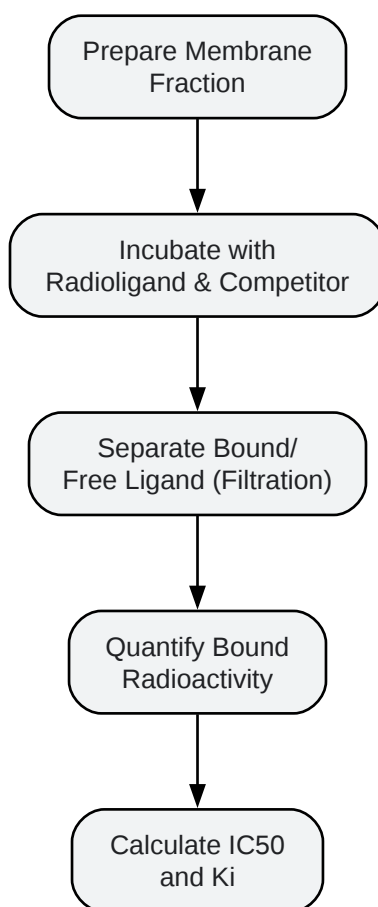 Prepare Membrane
Fraction
Incubate with
Radioligand & Competitor
Separate Bound/
Free Ligand (Filtration)
Quantify Bound
Radioactivity
Calculate IC50
and Ki